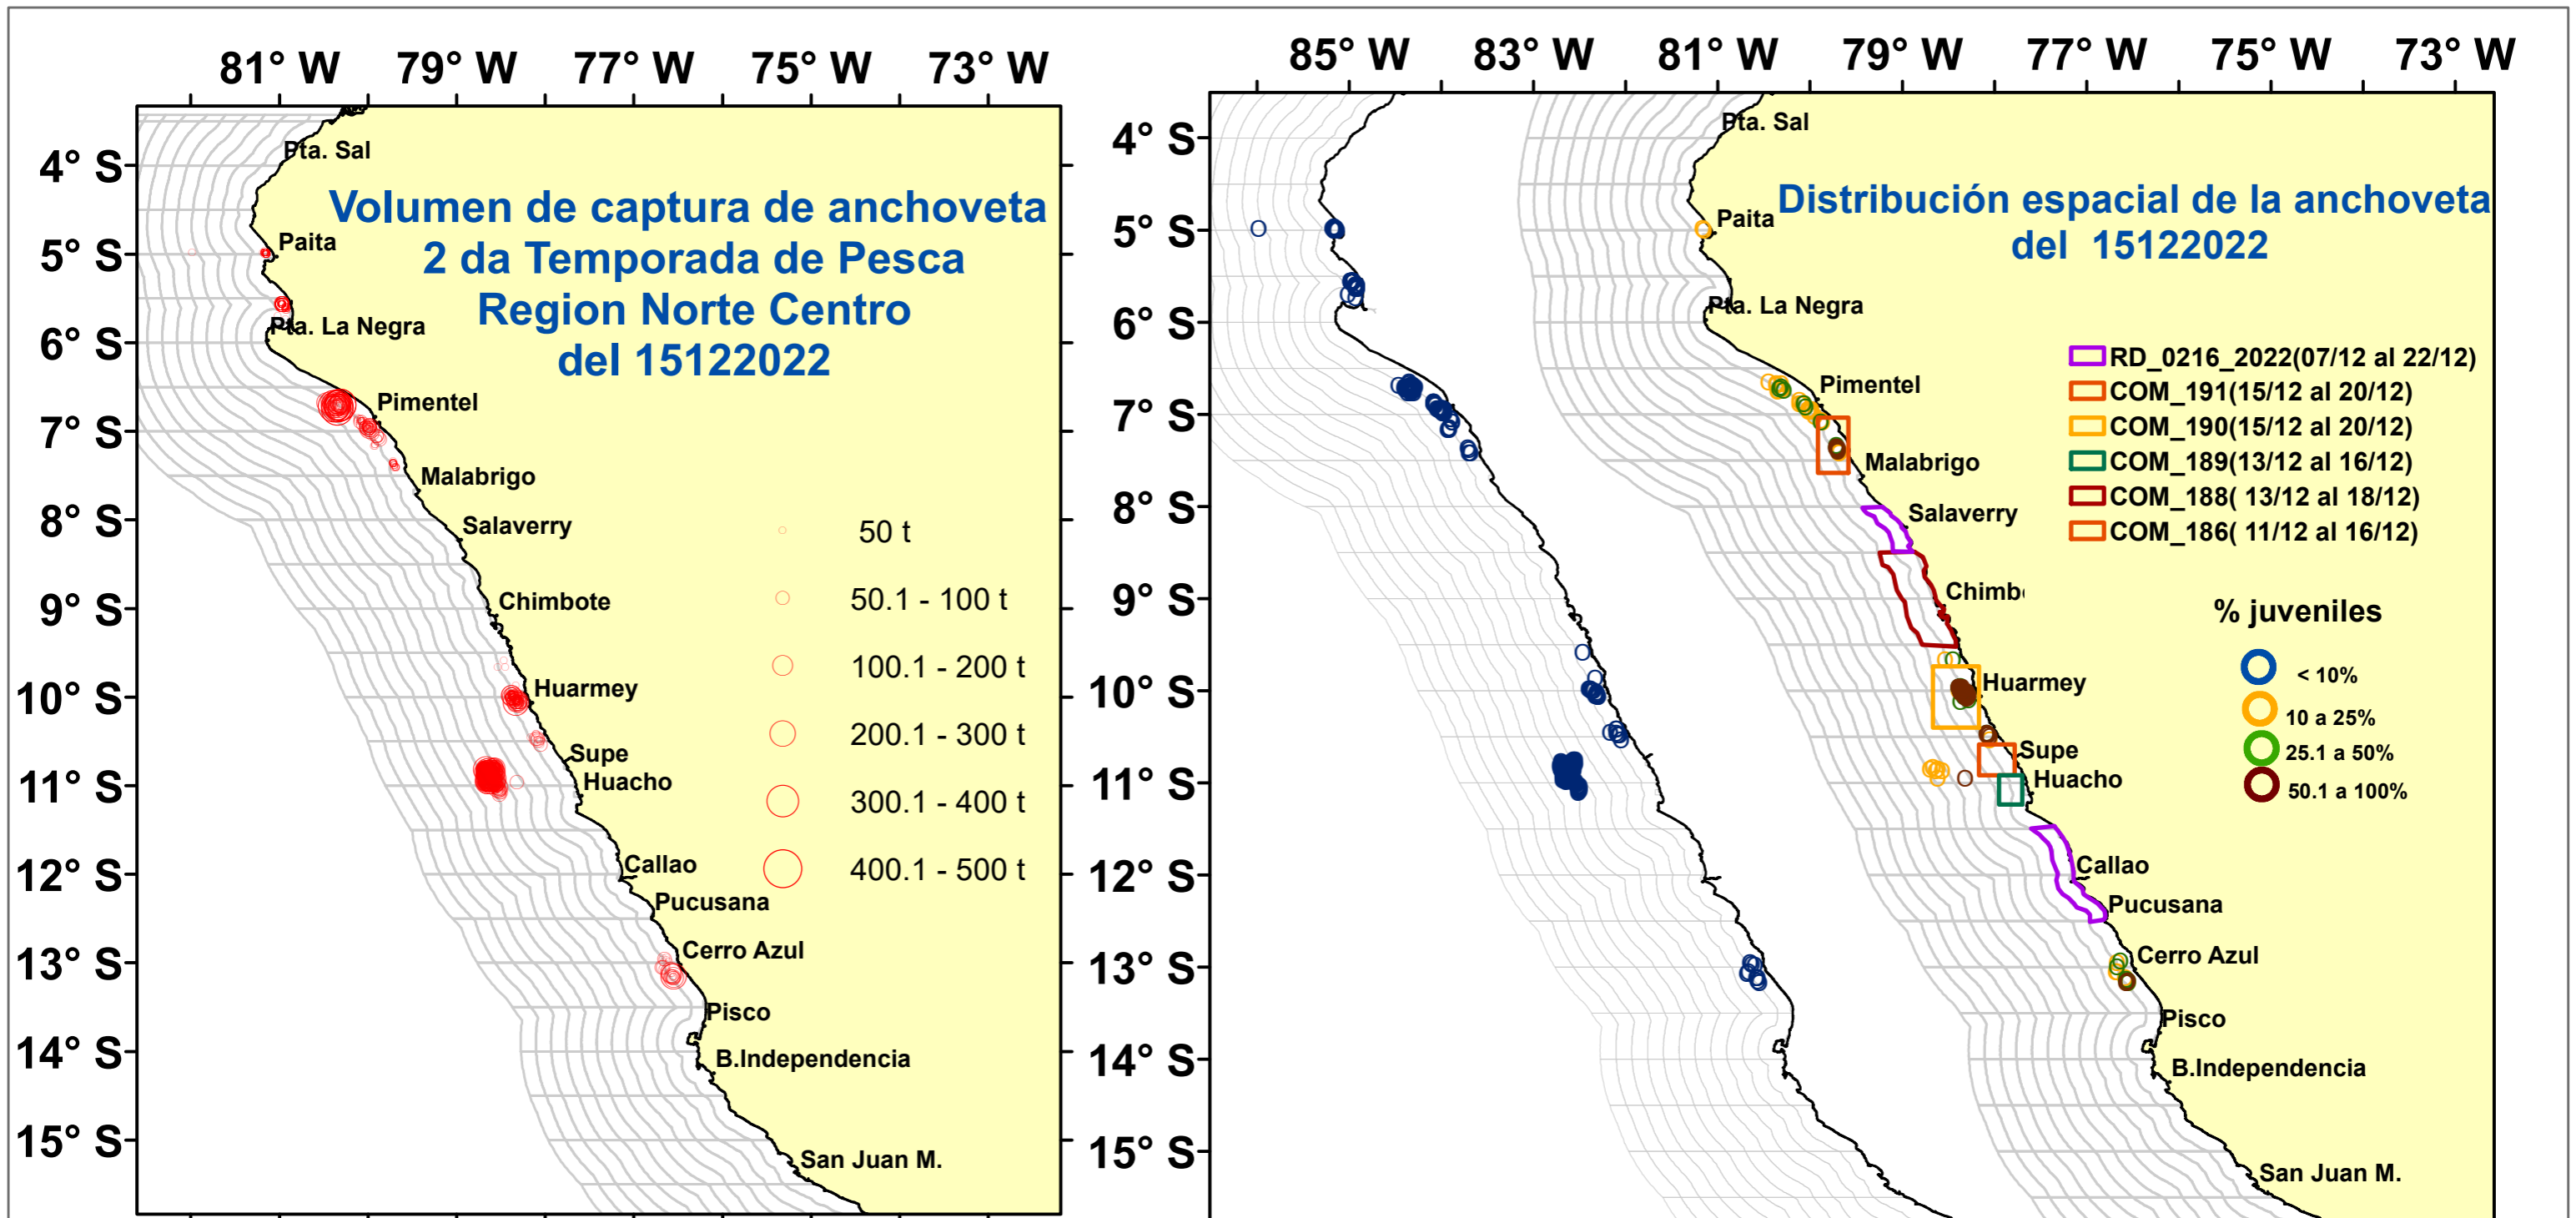 81° W 79° W 77° W 75° W 73° W
4° S
5° S
6° S
7° S
8° S
9° S
10° S
11° S
12° S
13° S
14° S
15° S
Volumen de captura de anchoveta
2 da Temporada de Pesca
Region Norte Centro
del 15122022
Pta. Sal
Paita
Pta. La Negra
Pimentel
Malabrigo
Salaverry
Chimbote
Huarmey
Supe
Huacho
Callao
Pucusana
Cerro Azul
Pisco
B.Independencia
San Juan M.
50 t
50.1 - 100 t
100.1 - 200 t
200.1 - 300 t
300.1 - 400 t
400.1 - 500 t
85° W 83° W 81° W 79° W 77° W 75° W 73° W
4° S
5° S
6° S
7° S
8° S
9° S
10° S
11° S
12° S
13° S
14° S
15° S
Distribución espacial de la anchoveta
del 15122022
Pta. Sal
Paita
Pta. La Negra
Pimentel
Malabrigo
Salaverry
Chimb
Huarmey
Supe
Huacho
Callao
Pucusana
Cerro Azul
Pisco
B.Independencia
San Juan M.
RD_0216_2022(07/12 al 22/12)
COM_191(15/12 al 20/12)
COM_190(15/12 al 20/12)
COM_189(13/12 al 16/12)
COM_188( 13/12 al 18/12)
COM_186( 11/12 al 16/12)
% juveniles
< 10%
10 a 25%
25.1 a 50%
50.1 a 100%